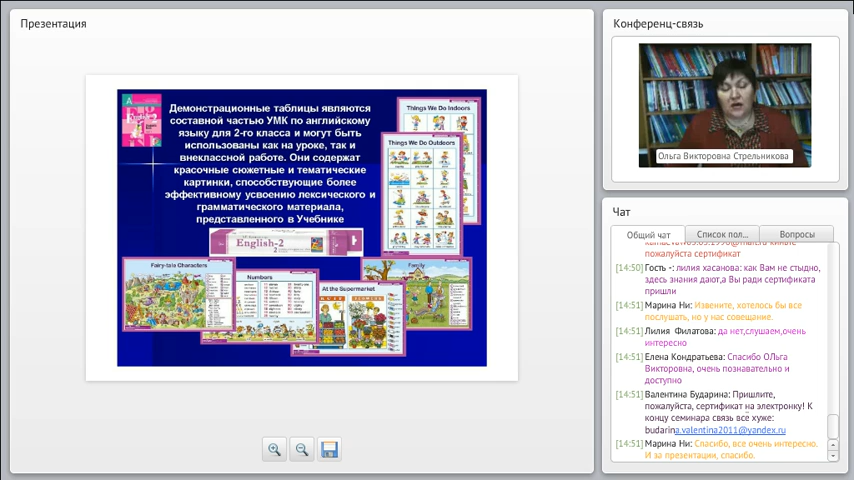 Презентация
Демонстрационные таблицы являются
составной частью УМК по английскому
языку для 2-го класса и могут быть
использованы как на уроке, так и
внеклассной работе. Они содержат
красочные сюжетные и тематические
картинки, способствующие более
эффективному усвоению лексического и
грамматического материала,
представленного в Учебнике
Things We Do Indoors
Things We Do Outdoors
English-2
Fairy-tale Characters
Numbers
At the Supermarket
Family
Конференц-связь
Ольга Викторовна Стрельникова
Чат
Общий чат
Список пол...
Вопросы
пожалуйста сертификат
[14:50] Гость -: лилия хасанова: как Вам не стыдно,
здесь знания дают,а Вы ради сертификата
пришли
[14:51] Марина Ни: Извените, хотелось бы все
послушать, но у нас совещание.
[14:51] Лилия Филатова: да нет,слушаем,очень
интересно
[14:51] Елена Кондратьева: Спасибо ОЛьга
Викторовна, очень познавательно и
доступно
[14:51] Валентина Бударина: Пришлите,
пожалуйста, сертификат на электронку! К
концу семинара связь всё хуже:
budarina.valentina2011@yandex.ru
[14:51] Марина Ни: Спасибо, все очень интересно.
И за презентации, спасибо.